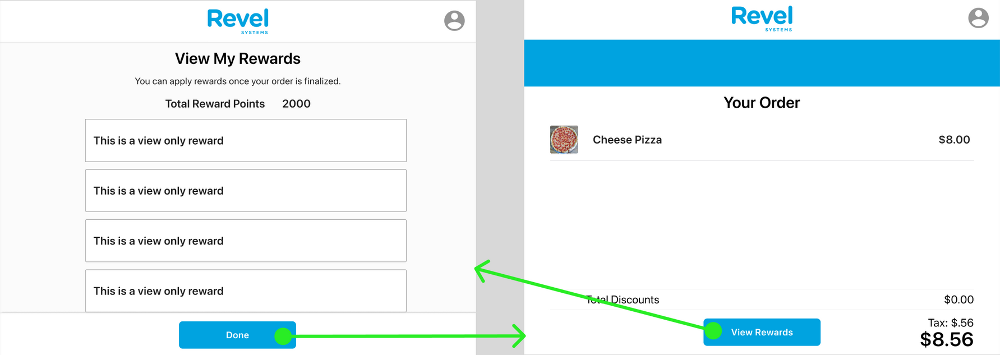 Revel
SYSTEMS
View My Rewards
You can apply rewards once your order is finalized.
Total Reward Points 2000
This is a view only reward
This is a view only reward
This is a view only reward
This is a view only reward
Done
Revel
SYSTEMS
Your Order
Cheese Pizza $8.00
Total Discounts $0.00
View Rewards
Tax: $.56
$8.56